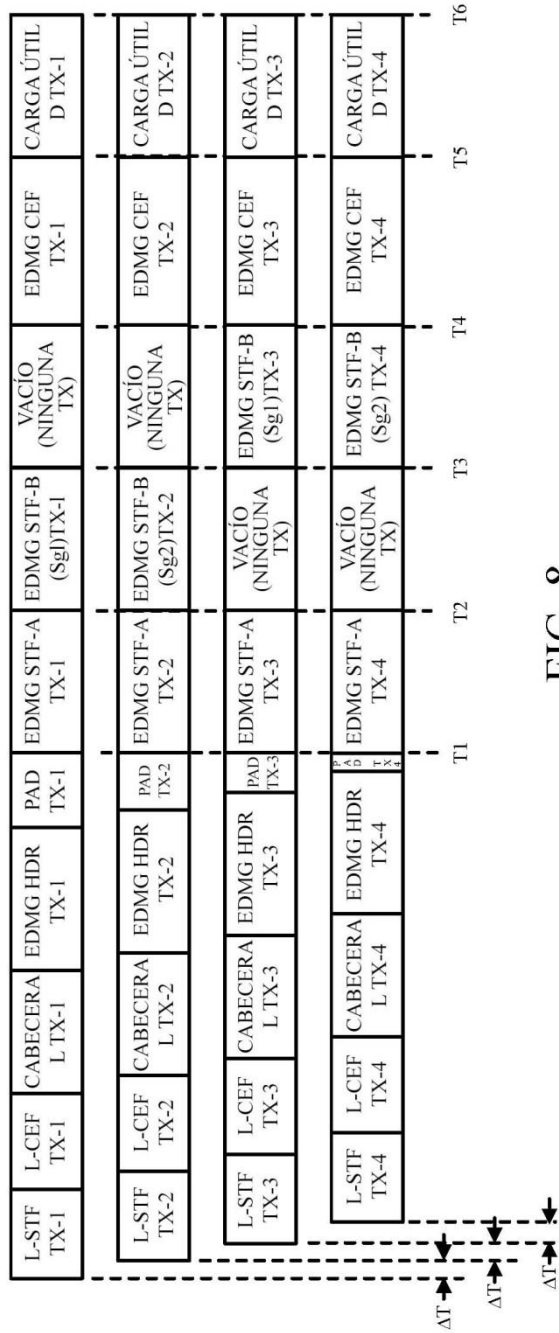 L-STF
TX-1
L-CEF
TX-1
CABECERA
L TX-1
EDMG HDR
TX-1
PAD
TX-1
EDMG STF-A
TX-1
EDMG STF-B
(Sg1)TX-1
VACÍO
(NINGUNA
TX)
EDMG CEF
TX-1
CARGA ÚTIL
D TX-1
L-STF
TX-2
L-CEF
TX-2
CABECERA
L TX-2
EDMG HDR
TX-2
PAD
TX-2
EDMG STF-A
TX-2
EDMG STF-B
(Sg2)TX-2
VACÍO
(NINGUNA
TX)
EDMG CEF
TX-2
CARGA ÚTIL
D TX-2
L-STF
TX-3
L-CEF
TX-3
CABECERA
L TX-3
EDMG HDR
TX-3
PAD
TX-3
EDMG STF-A
TX-3
VACÍO
(NINGUNA
TX)
EDMG STF-B
(Sg1)TX-3
EDMG CEF
TX-3
CARGA ÚTIL
D TX-3
L-STF
TX-4
L-CEF
TX-4
CABECERA
L TX-4
EDMG HDR
TX-4
PAD
TX4
EDMG STF-A
TX-4
VACÍO
(NINGUNA
TX)
EDMG STF-B
(Sg2) TX-4
EDMG CEF
TX-4
CARGA ÚTIL
D TX-4
ΔT
ΔT
ΔT
T1
T2
T3
T4
T5
T6
FIG. 8